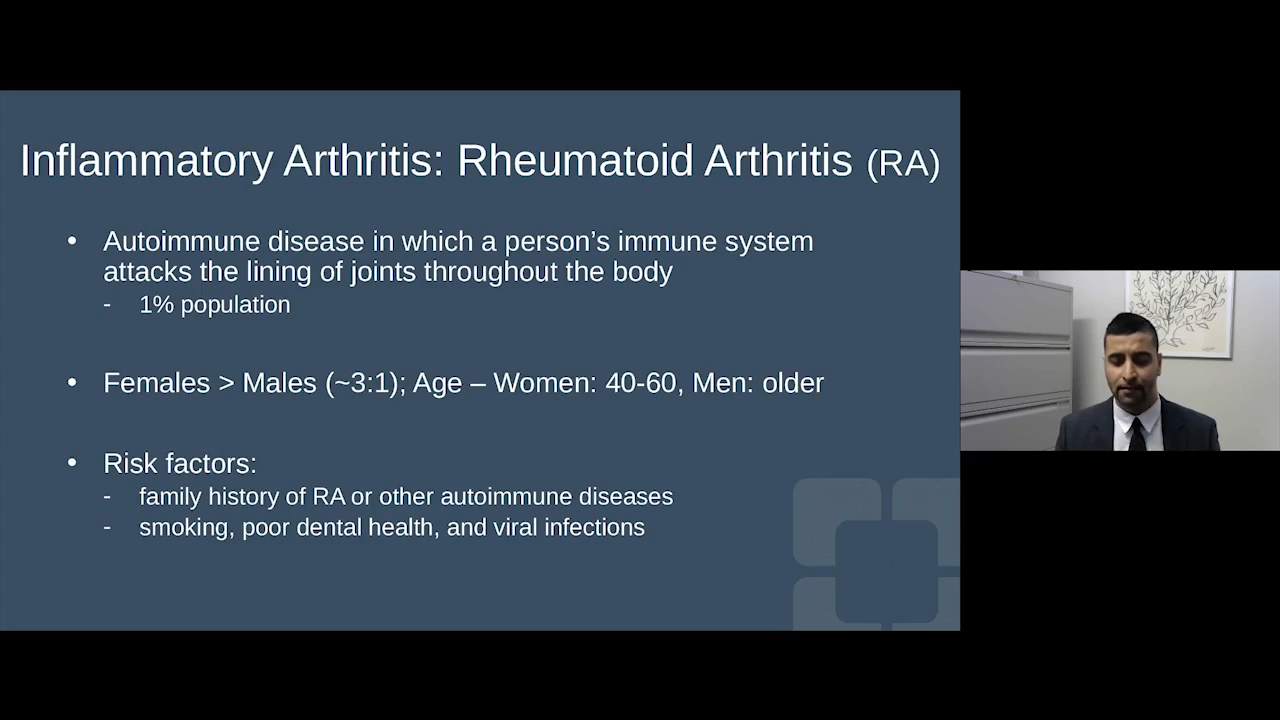 Inflammatory Arthritis: Rheumatoid Arthritis (RA)
• Autoimmune disease in which a person’s immune system
attacks the lining of joints throughout the body
- 1% population
• Females > Males (~3:1); Age – Women: 40-60, Men: older
• Risk factors:
- family history of RA or other autoimmune diseases
- smoking, poor dental health, and viral infections